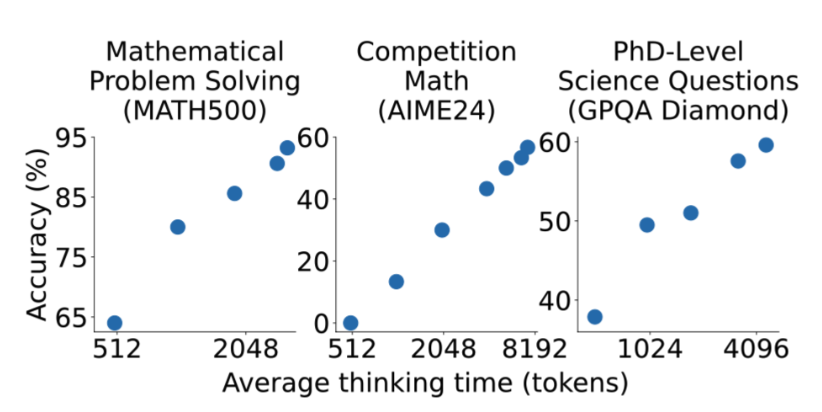 Mathematical
Problem Solving
(MATH500)
Competition
Math
(AIME24)
PhD-Level
Science Questions
(GPQA Diamond)
Accuracy (%)
95
85
75
65
512
2048
60
40
20
0
512
2048
8192
60
50
40
1024
4096
Average thinking time (tokens)